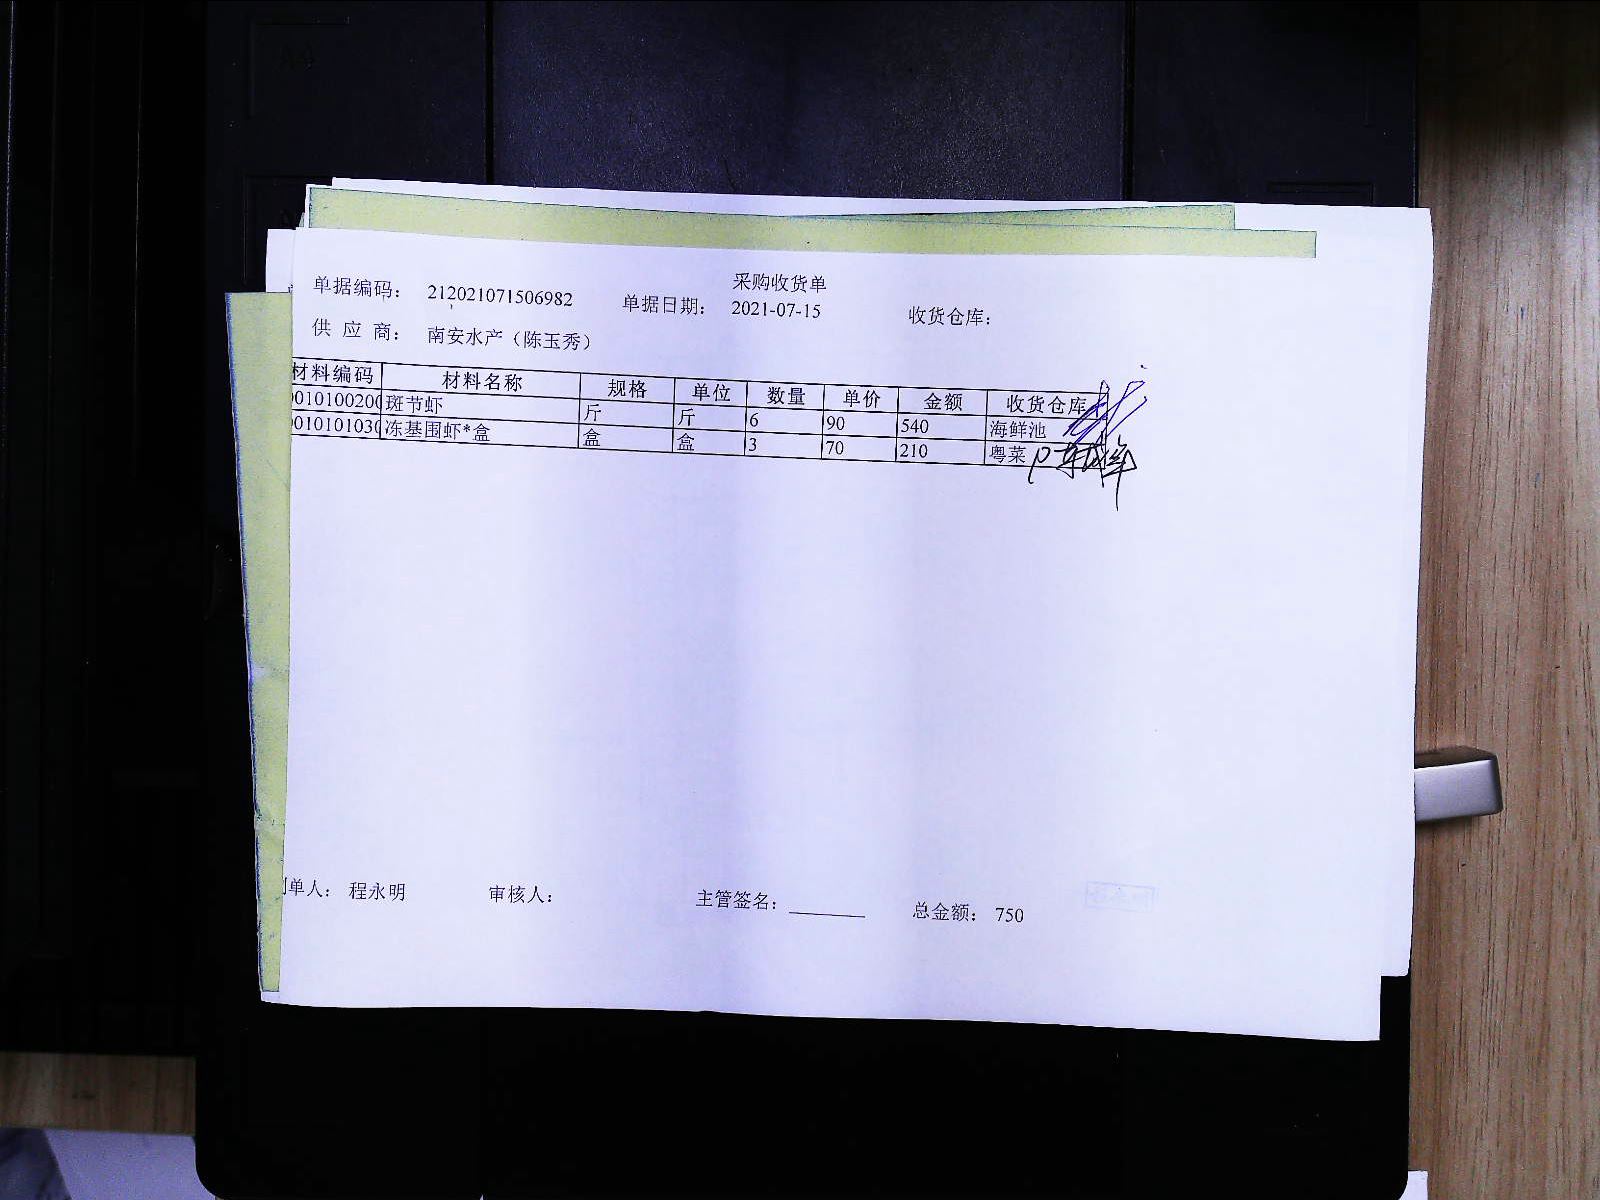 采购收货单
单据编码： 212021071506982 单据日期： 2021-07-15 收货仓库：
供 应 商： 南安水产（陈玉秀）
材料编码 材料名称 规格 单位 数量 单价 金额 收货仓库
0010100200 斑节虾 斤 斤 6 90 540 海鲜池
0010101030 冻基围虾*盒 盒 盒 3 70 210 粤菜
单人： 程永明 审核人： 主管签名： 总金额： 750